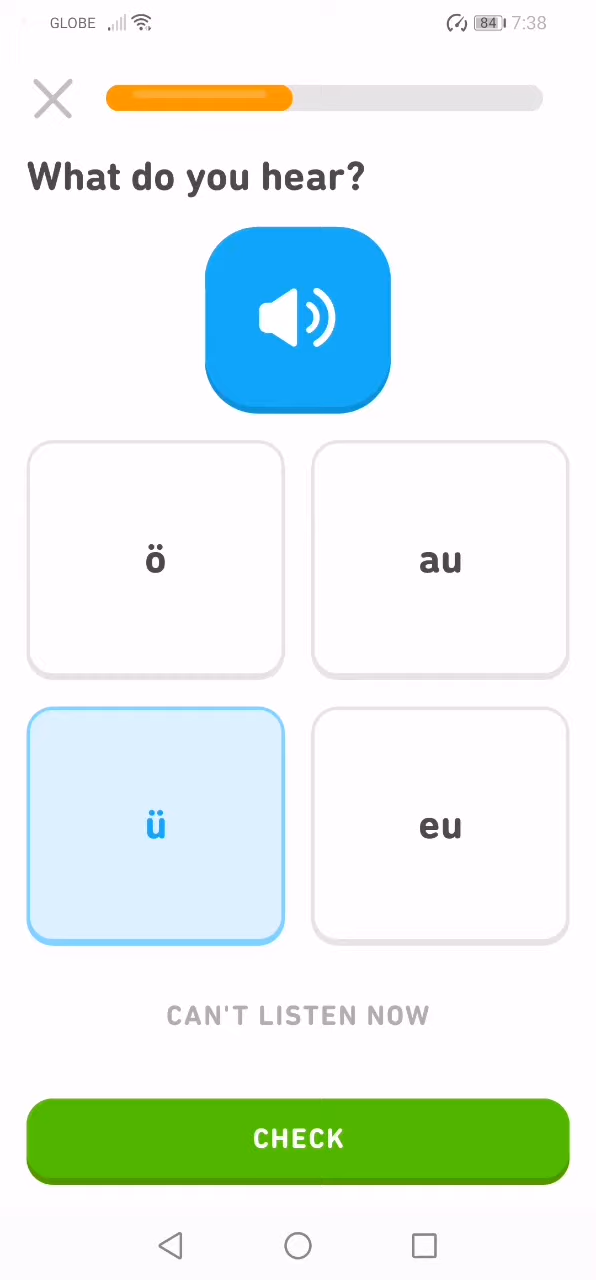 GLOBE 84 7:38
What do you hear?
ö au
ü eu
CAN'T LISTEN NOW
CHECK